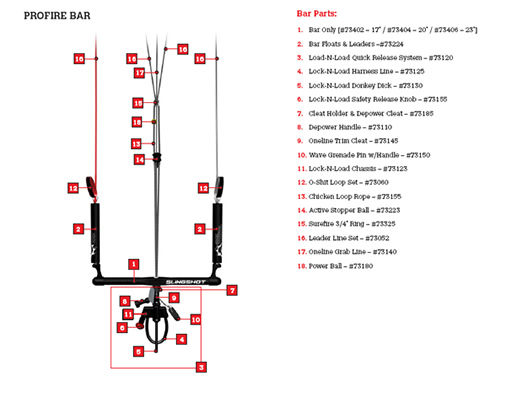 PROFIRE BAR
Bar Parts:
1. Bar Only [#73402 – 17" / #73404 – 20" / #73406 – 23"]
2. Bar Floats & Leaders –#73224
3. Load-N-Load Quick Release System – #73120
4. Lock-N-Load Harness Line – #73125
5. Lock-N-Load Donkey Dick – #73130
6. Lock-N-Load Safety Release Knob – #73155
7. Cleat Holder & Depower Cleat – #73185
8. Depower Handle – #73110
9. Oneline Trim Cleat – #73145
10. Wave Grenade Pin w/Handle – #73150
11. Lock-N-Load Chassis – #73123
12. O-Shit Loop Set – #73060
13. Chicken Loop Rope – #73155
14. Active Stopper Ball – #73223
15. Surefire 3/4" Ring – #73325
16. Leader Line Set – #73052
17. Oneline Grab Line – #73140
18. Power Ball – #73180
16
16
16
16
17
15
18
13
14
12
12
2
2
1
SLINGSHOT
7
8
9
11
10
6
4
5
3